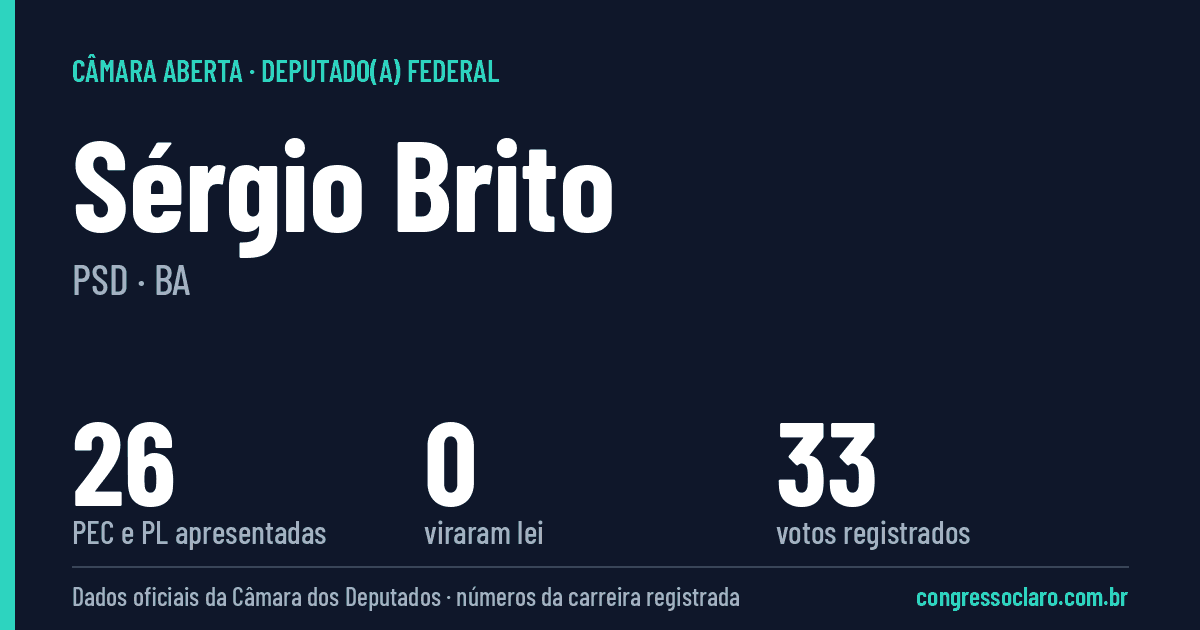 CÂMARA ABERTA · DEPUTADO(A) FEDERAL
Sérgio Brito
PSD · BA
26 0 33
PEC e PL apresentadas viraram lei votos registrados
Dados oficiais da Câmara dos Deputados · números da carreira registrada congressoclaro.com.br